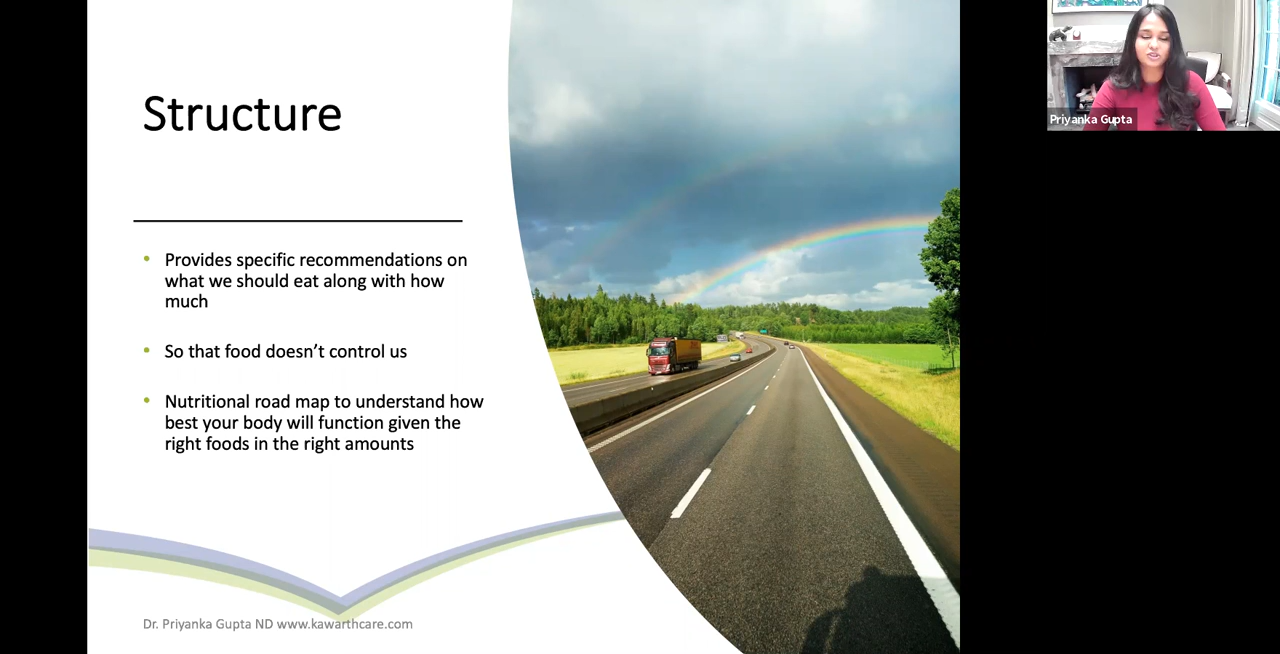 Structure
Provides specific recommendations on
what we should eat along with how
much
So that food doesn’t control us
Nutritional road map to understand how
best your body will function given the
right foods in the right amounts
Dr. Priyanka Gupta ND www.kawarthcare.com
Priyanka Gupta